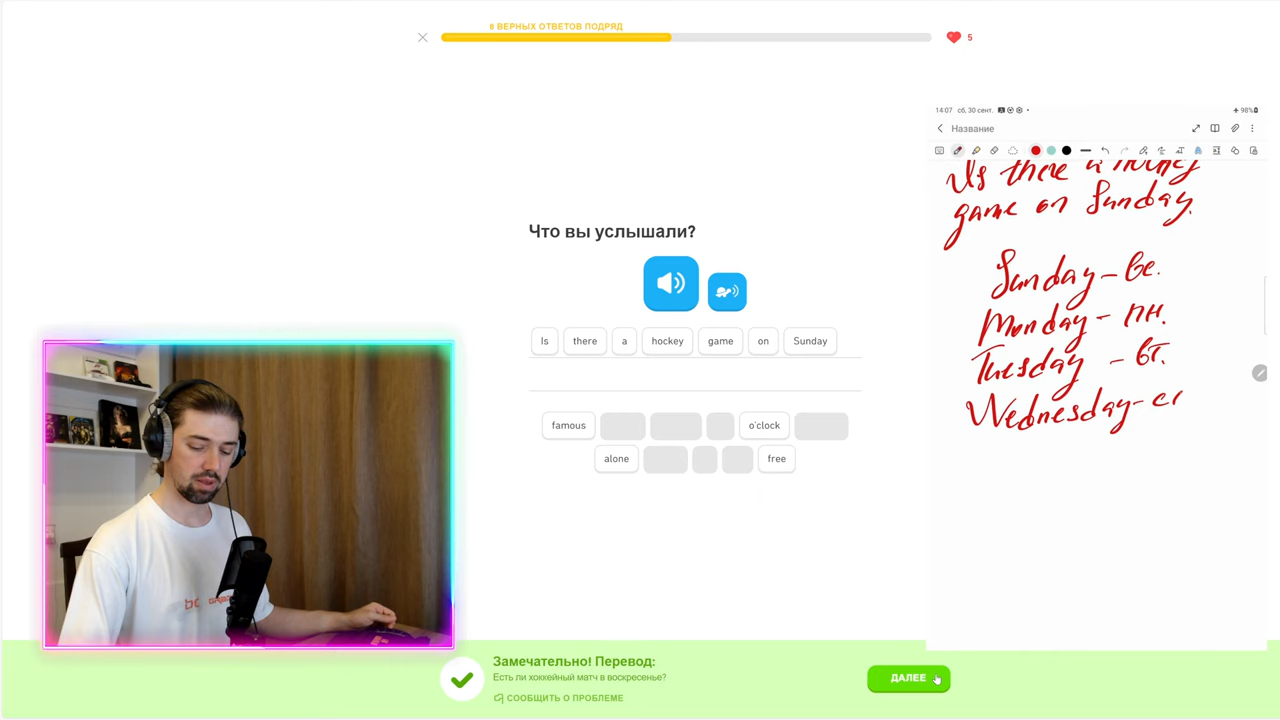 8 ВЕРНЫХ ОТВЕТОВ ПОДРЯД
5
Что вы услышали?
Is there a hockey game on Sunday
famous o'clock
alone free
Замечательно! Перевод:
Есть ли хоккейный матч в воскресенье?
СООБЩИТЬ О ПРОБЛЕМЕ
ДАЛЕЕ
14:07 сб, 30 сент.
98%
Название
Is there a hockey
game on Sunday.
Sunday - вс.
Monday - пн.
Tuesday - вт.
Wednesday - с